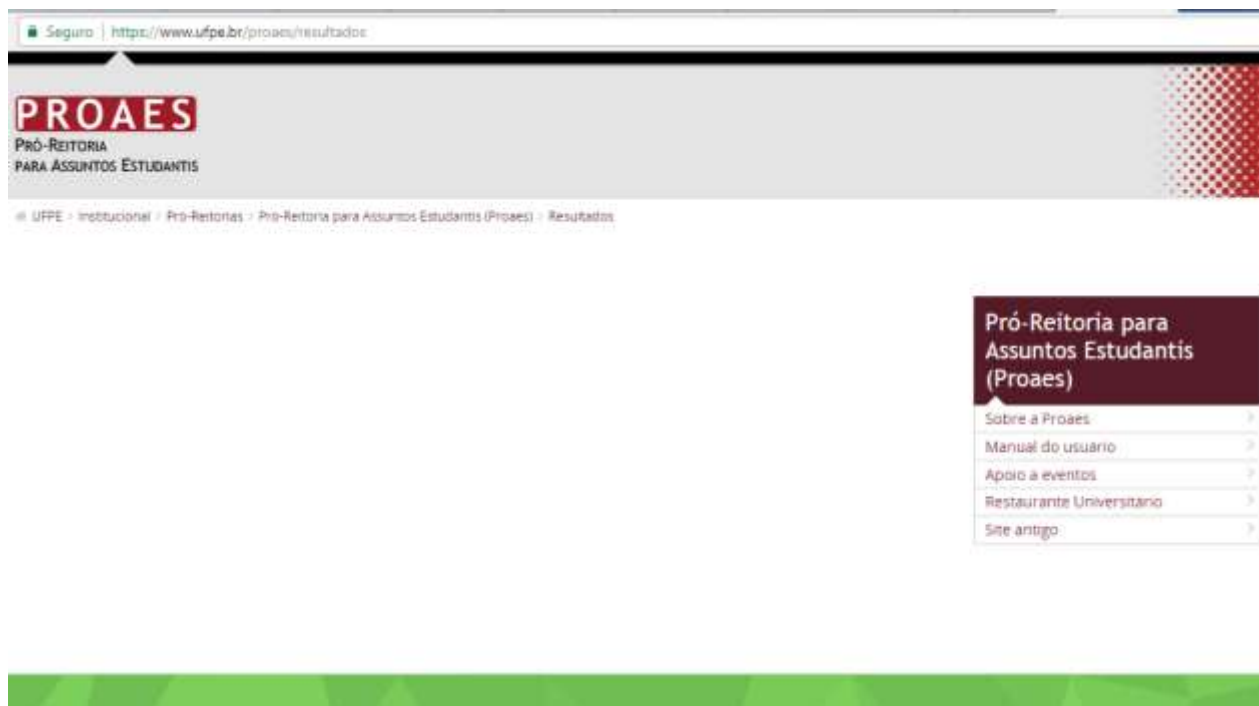 Seguro | https://www.ufpe.br/proaes/resultados
PROAES
PRÓ-REITORIA
PARA ASSUNTOS ESTUDANTIS
UFPE > Institucional > Pró-Reitorias > Pró-Reitoria para Assuntos Estudantis (Proaes) > Resultados
Pró-Reitoria para
Assuntos Estudantis
(Proaes)
Sobre a Proaes
Manual do usuário
Apoio a eventos
Restaurante Universitário
Site antigo